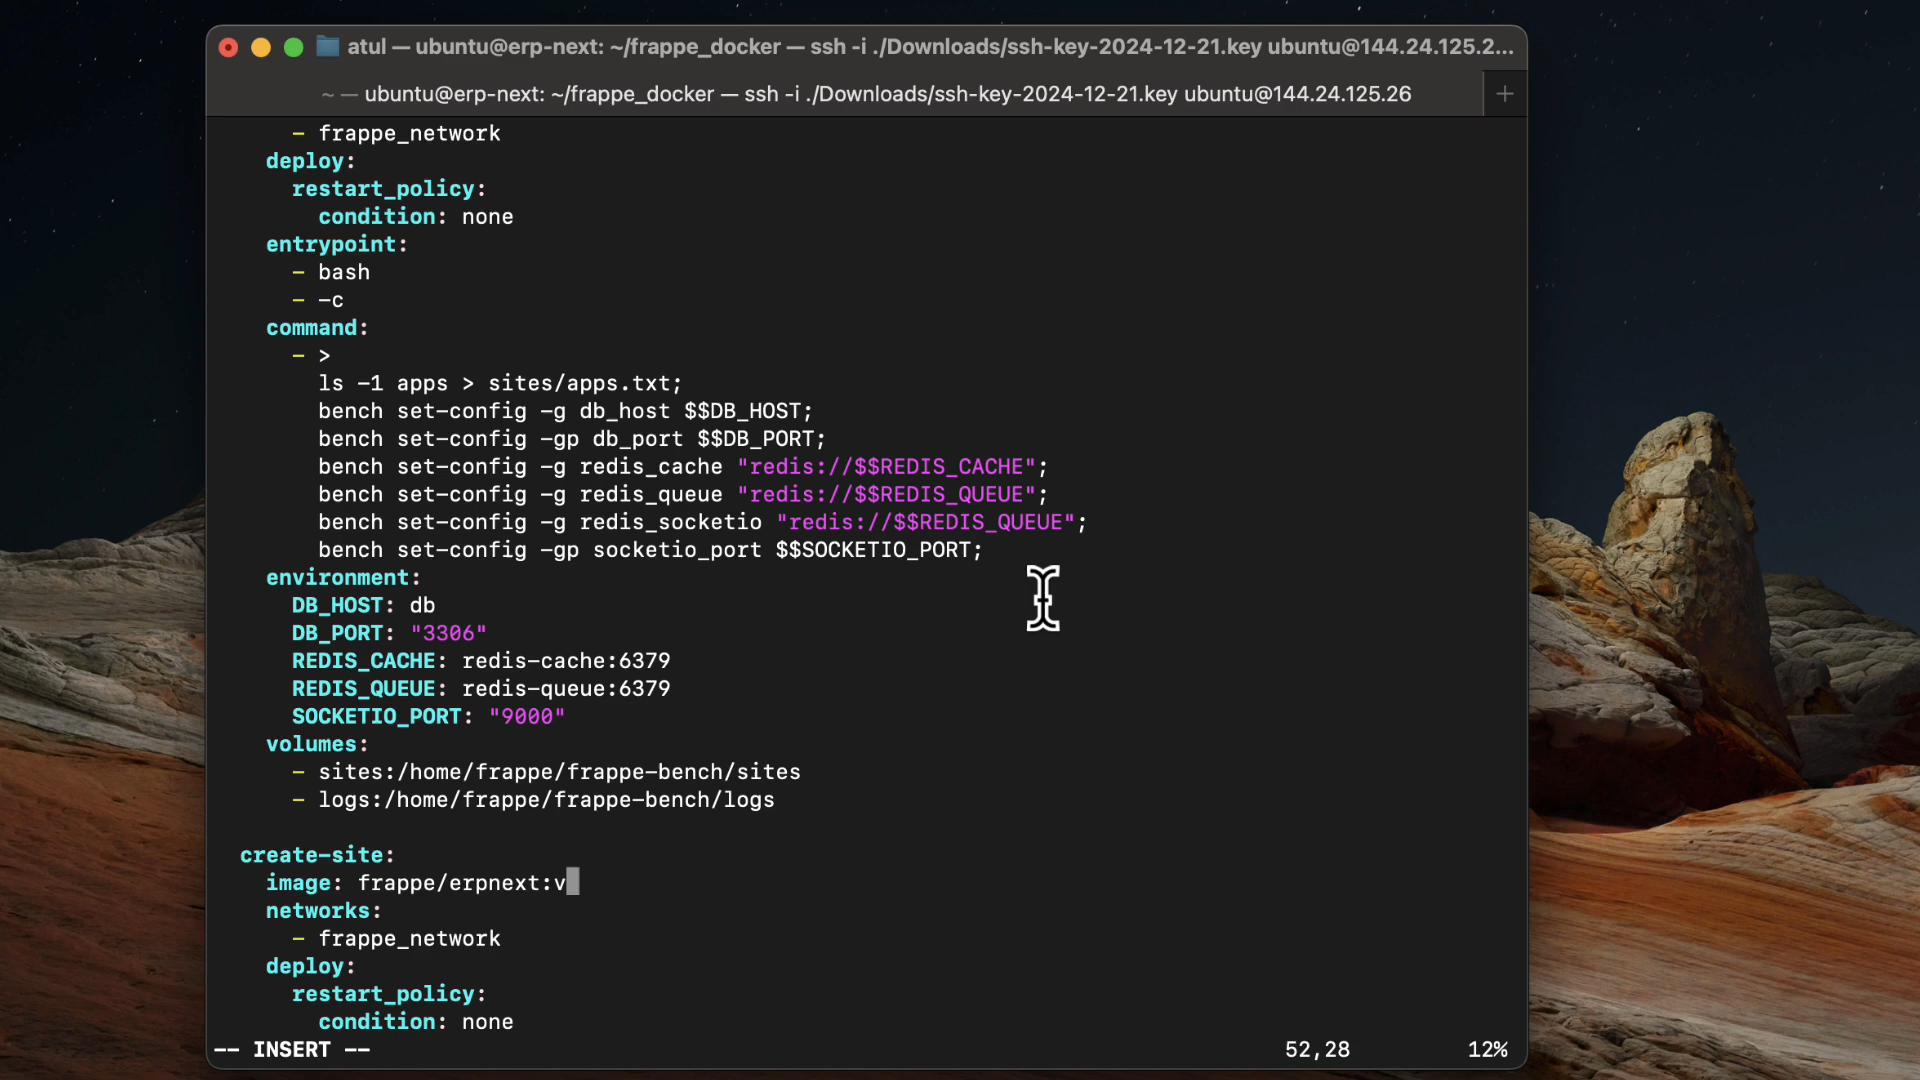 atul — ubuntu@erp-next: ~/frappe_docker — ssh -i ./Downloads/ssh-key-2024-12-21.key ubuntu@144.24.125.2...
~ — ubuntu@erp-next: ~/frappe_docker — ssh -i ./Downloads/ssh-key-2024-12-21.key ubuntu@144.24.125.26
- frappe_network
deploy:
restart_policy:
condition: none
entrypoint:
- bash
- -c
command:
- >
ls -1 apps > sites/apps.txt;
bench set-config -g db_host $$DB_HOST;
bench set-config -gp db_port $$DB_PORT;
bench set-config -g redis_cache "redis://$$REDIS_CACHE";
bench set-config -g redis_queue "redis://$$REDIS_QUEUE";
bench set-config -g redis_socketio "redis://$$REDIS_QUEUE";
bench set-config -gp socketio_port $$SOCKETIO_PORT;
environment:
DB_HOST: db
DB_PORT: "3306"
REDIS_CACHE: redis-cache:6379
REDIS_QUEUE: redis-queue:6379
SOCKETIO_PORT: "9000"
volumes:
- sites:/home/frappe/frappe-bench/sites
- logs:/home/frappe/frappe-bench/logs
create-site:
image: frappe/erpnext:v
networks:
- frappe_network
deploy:
restart_policy:
condition: none
-- INSERT -- 52,28 12%